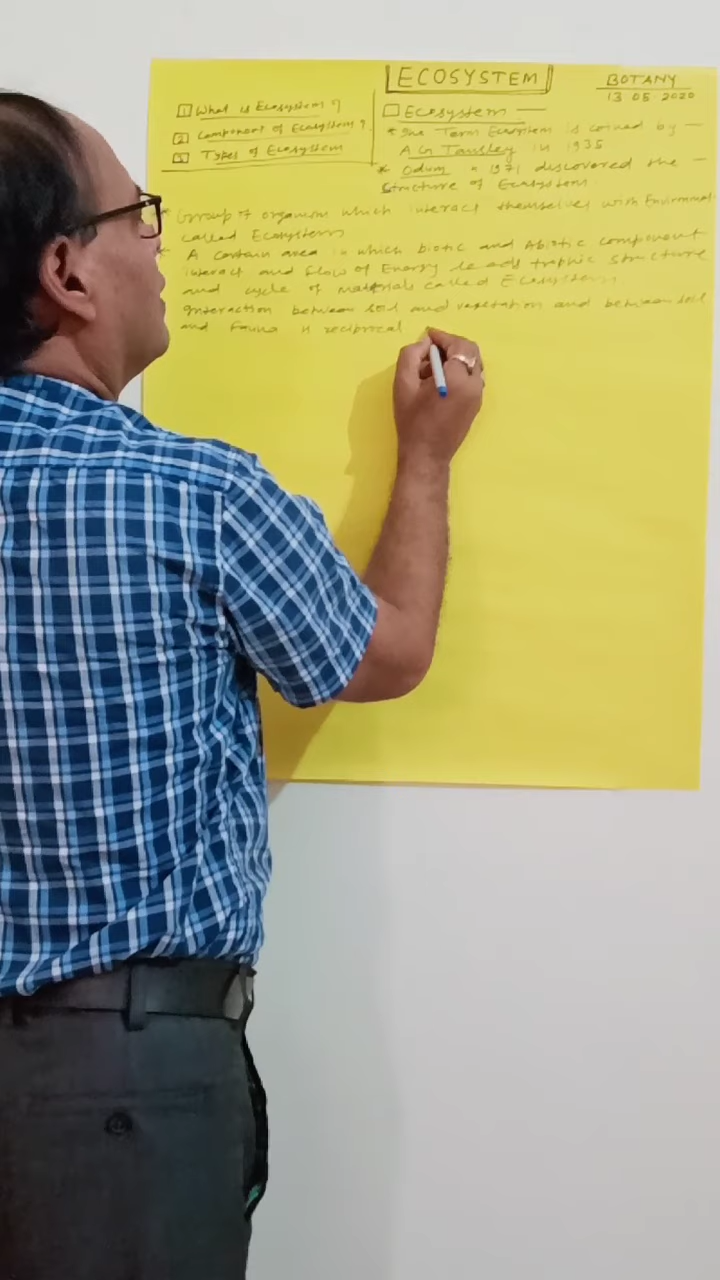 ECOSYSTEM
BOTANY
13 05 2020
1 What is Ecosystem ?
2 Component of Ecosystem ?
3 Types of Ecosystem
Ecosystem —
* The Term Ecosystem is coined by —
A G Tansley in 1935
* Odum 1971 discovered the —
Structure of Ecosystem.
* Group of organism which interact themselves with
called Ecosystem
* A certain area in which biotic and Abiotic component
interact and flow of Energy leads trophic structure
and cycle of materials called Ecosystem.
Interaction between soil and vegetation and between soil
and fauna is reciprocal